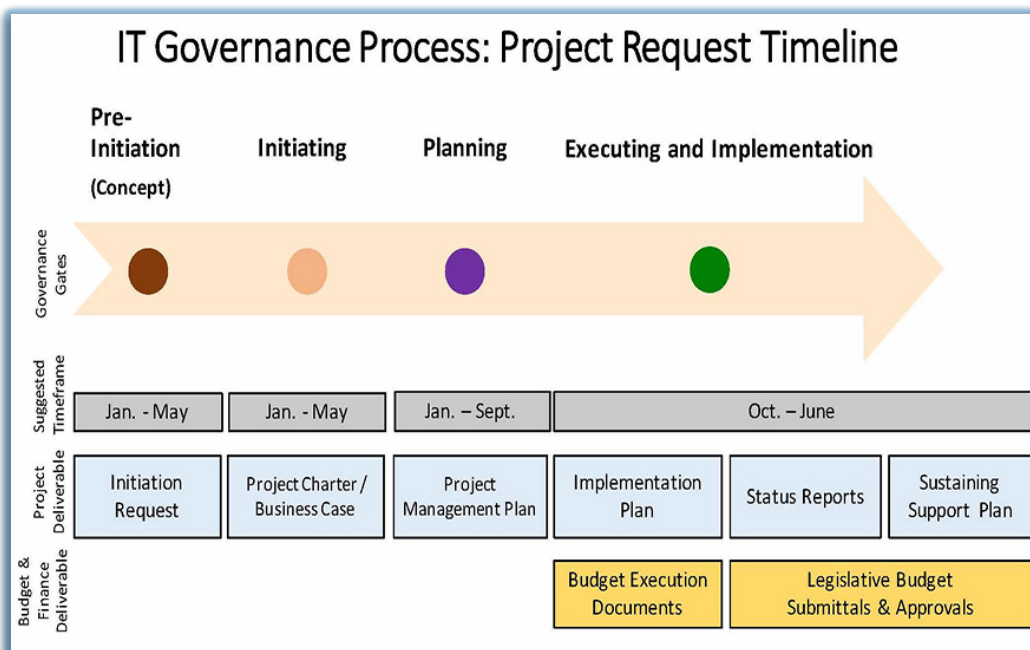 IT Governance Process: Project Request Timeline
Pre-
Initiation
(Concept)
Initiating
Planning
Executing and Implementation
Governance
Gates
Suggested
Timeframe
Jan. - May
Jan. - May
Jan. – Sept.
Oct. – June
Project
Deliverable
Initiation
Request
Project Charter /
Business Case
Project
Management Plan
Implementation
Plan
Status Reports
Sustaining
Support Plan
Budget &
Finance
Deliverable
Budget Execution
Documents
Legislative Budget
Submittals & Approvals